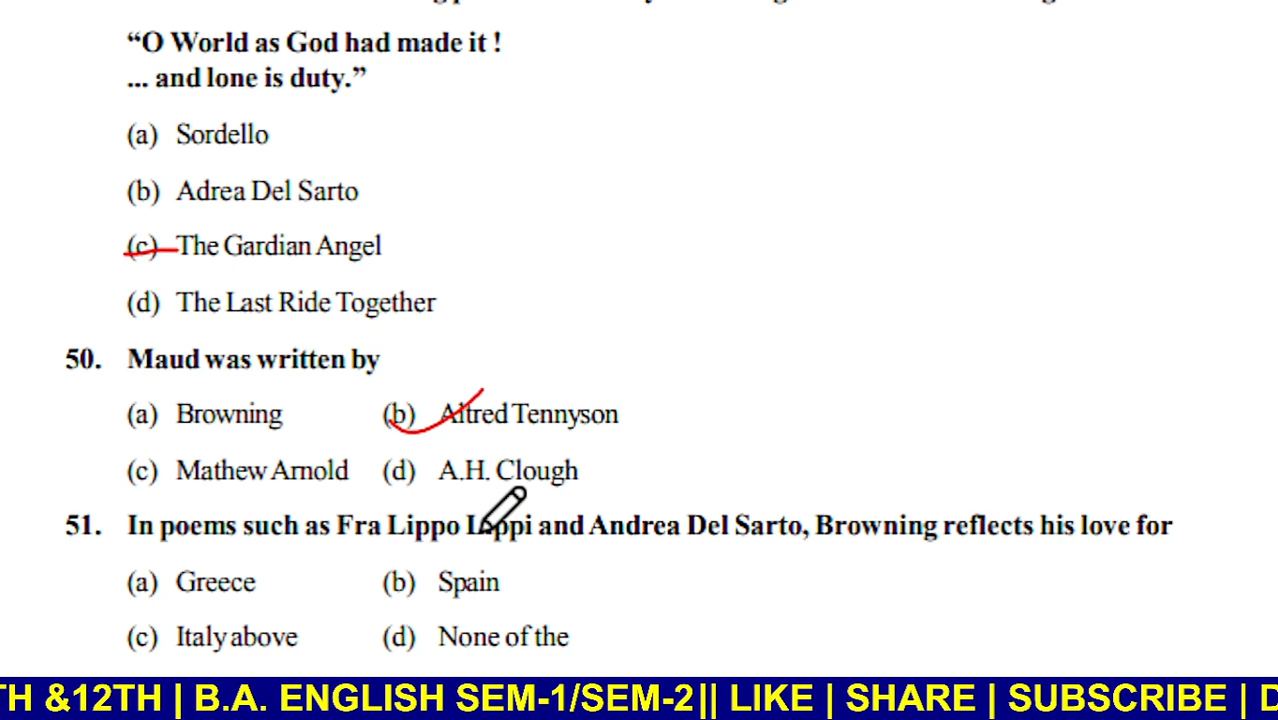 “O World as God had made it !
... and lone is duty.”
(a) Sordello
(b) Adrea Del Sarto
(c) The Gardian Angel
(d) The Last Ride Together
50. Maud was written by
(a) Browning (b) Alfred Tennyson
(c) Mathew Arnold (d) A.H. Clough
51. In poems such as Fra Lippo Lippi and Andrea Del Sarto, Browning reflects his love for
(a) Greece (b) Spain
(c) Italy above (d) None of the
TH &12TH | B.A. ENGLISH SEM-1/SEM-2 || LIKE | SHARE | SUBSCRIBE | D